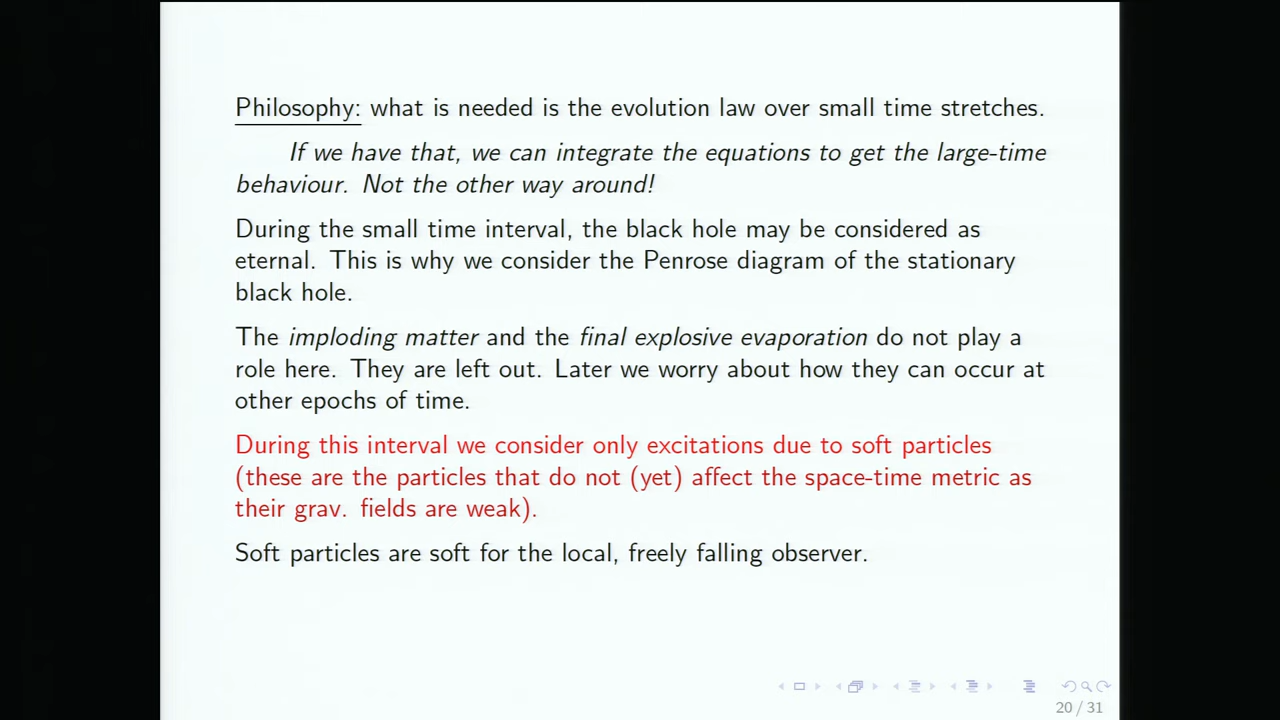 Philosophy: what is needed is the evolution law over small time stretches.
If we have that, we can integrate the equations to get the large-time
behaviour. Not the other way around!
During the small time interval, the black hole may be considered as
eternal. This is why we consider the Penrose diagram of the stationary
black hole.
The imploding matter and the final explosive evaporation do not play a
role here. They are left out. Later we worry about how they can occur at
other epochs of time.
During this interval we consider only excitations due to soft particles
(these are the particles that do not (yet) affect the space-time metric as
their grav. fields are weak).
Soft particles are soft for the local, freely falling observer.
20 / 31